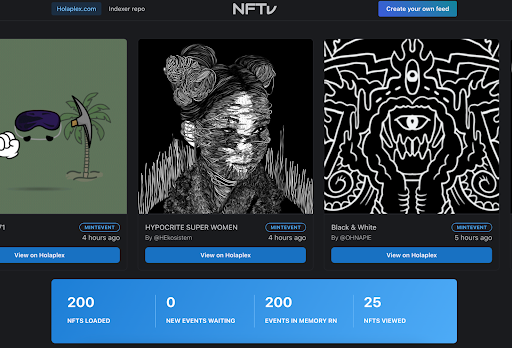 Holaplex.com
Indexer repo
NFTv
Create your own feed
71
MINTEVENT
4 hours ago
View on Holaplex
HYPOCRITE SUPER WOMEN
MINTEVENT
By @HEkosistem
4 hours ago
View on Holaplex
Black & White
MINTEVENT
By @OHNAPIE
5 hours ago
View on Holaplex
200
NFTS LOADED
0
NEW EVENTS WAITING
200
EVENTS IN MEMORY RN
25
NFTS VIEWED